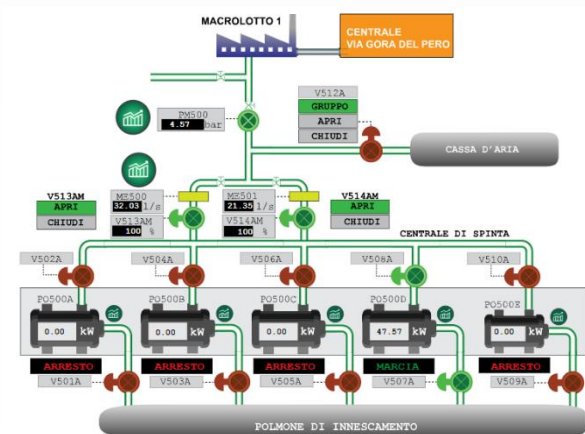 MACROLOTTO 1
CENTRALE
VIA GORA DEL PERO
V512A
GRUPPO
APRI
CHIUDI
PM500
4.57 bar
CASSA D'ARIA
V513AM
APRI
CHIUDI
ME500
32.03 l/s
V513AM
100 %
ME501
21.35 l/s
V514AM
100 %
V514AM
APRI
CHIUDI
CENTRALE DI SPINTA
V502A
V504A
V506A
V508A
V510A
PO500A
PO500B
PO500C
PO500D
PO500E
0.00 kW
0.00 kW
0.00 kW
47.57 kW
0.00 kW
ARRESTO
ARRESTO
ARRESTO
MARCIA
ARRESTO
V501A
V503A
V505A
V507A
V509A
POLMONE DI INNESCAMENTO